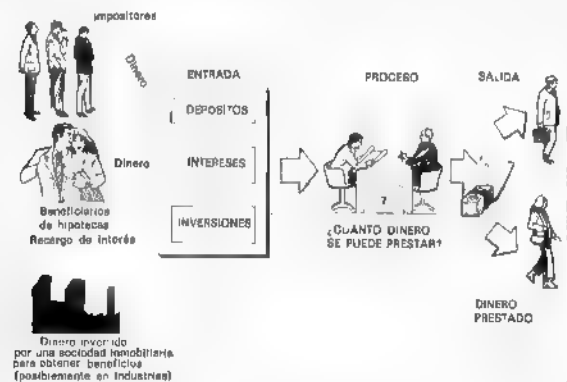 Impositores
Dinero
ENTRADA
PROCESO
SALIDA
DEPOSITOS
Dinero
INTERESES
Beneficiarios
de hipotecas
Recargo de interés
INVERSIONES
?
¿CUANTO DINERO
SE PUEDE PRESTAR?
DINERO
PRESTADO
Dinero invertido
por una sociedad inmobiliaria
para obtener beneficios
(posiblemente en industrias)